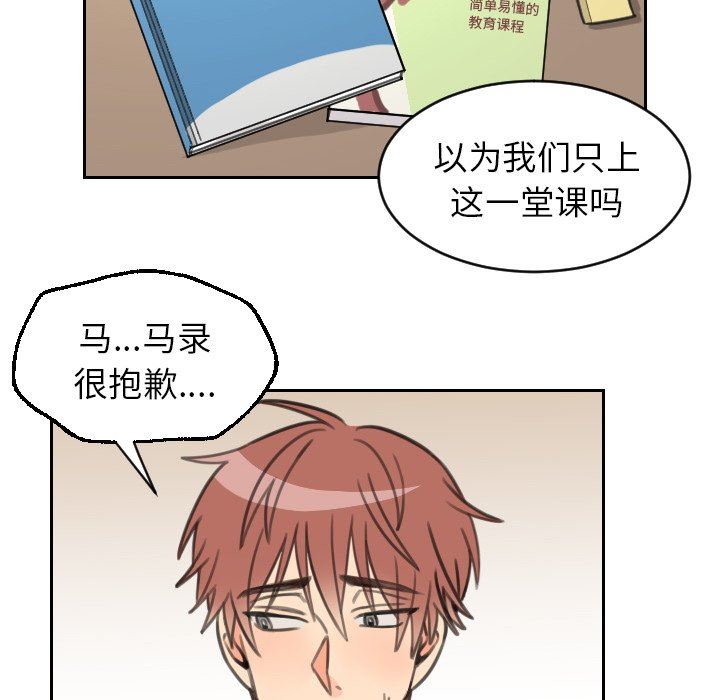 简单易懂的
教育课程
以为我们只上
这一堂课吗
马...马录
很抱歉....